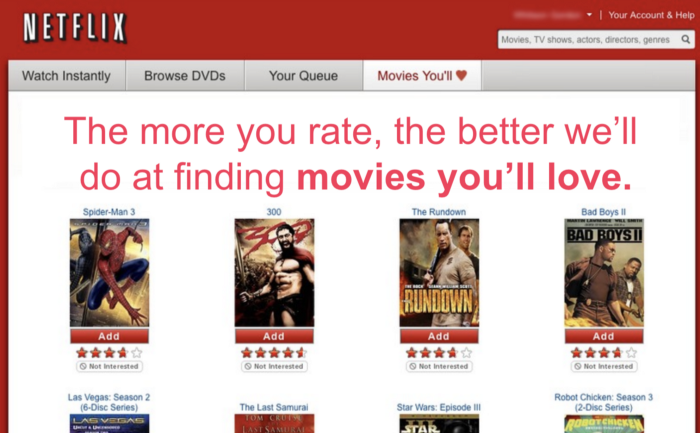 NETFLIX
Your Account & Help
Movies, TV shows, actors, directors, genres
Watch Instantly Browse DVDs Your Queue Movies You'll ♥
The more you rate, the better we'll
do at finding movies you'll love.
Spider-Man 3 300 The Rundown Bad Boys II
300
THE ROCK SEANN WILLIAM SCOTT
RUNDOWN
MARTIN LAWRENCE WILL SMITH
BAD BOYS II
Add Add Add Add
Not Interested Not Interested Not Interested Not Interested
Las Vegas: Season 2
(6-Disc Series) The Last Samurai Star Wars: Episode III Robot Chicken: Season 3
(2-Disc Series)
LAS VEGAS
UNCUT & UNCENSORED
TOM CRUISE
LAST SAMURAI
STAR
ROBOT CHICKEN